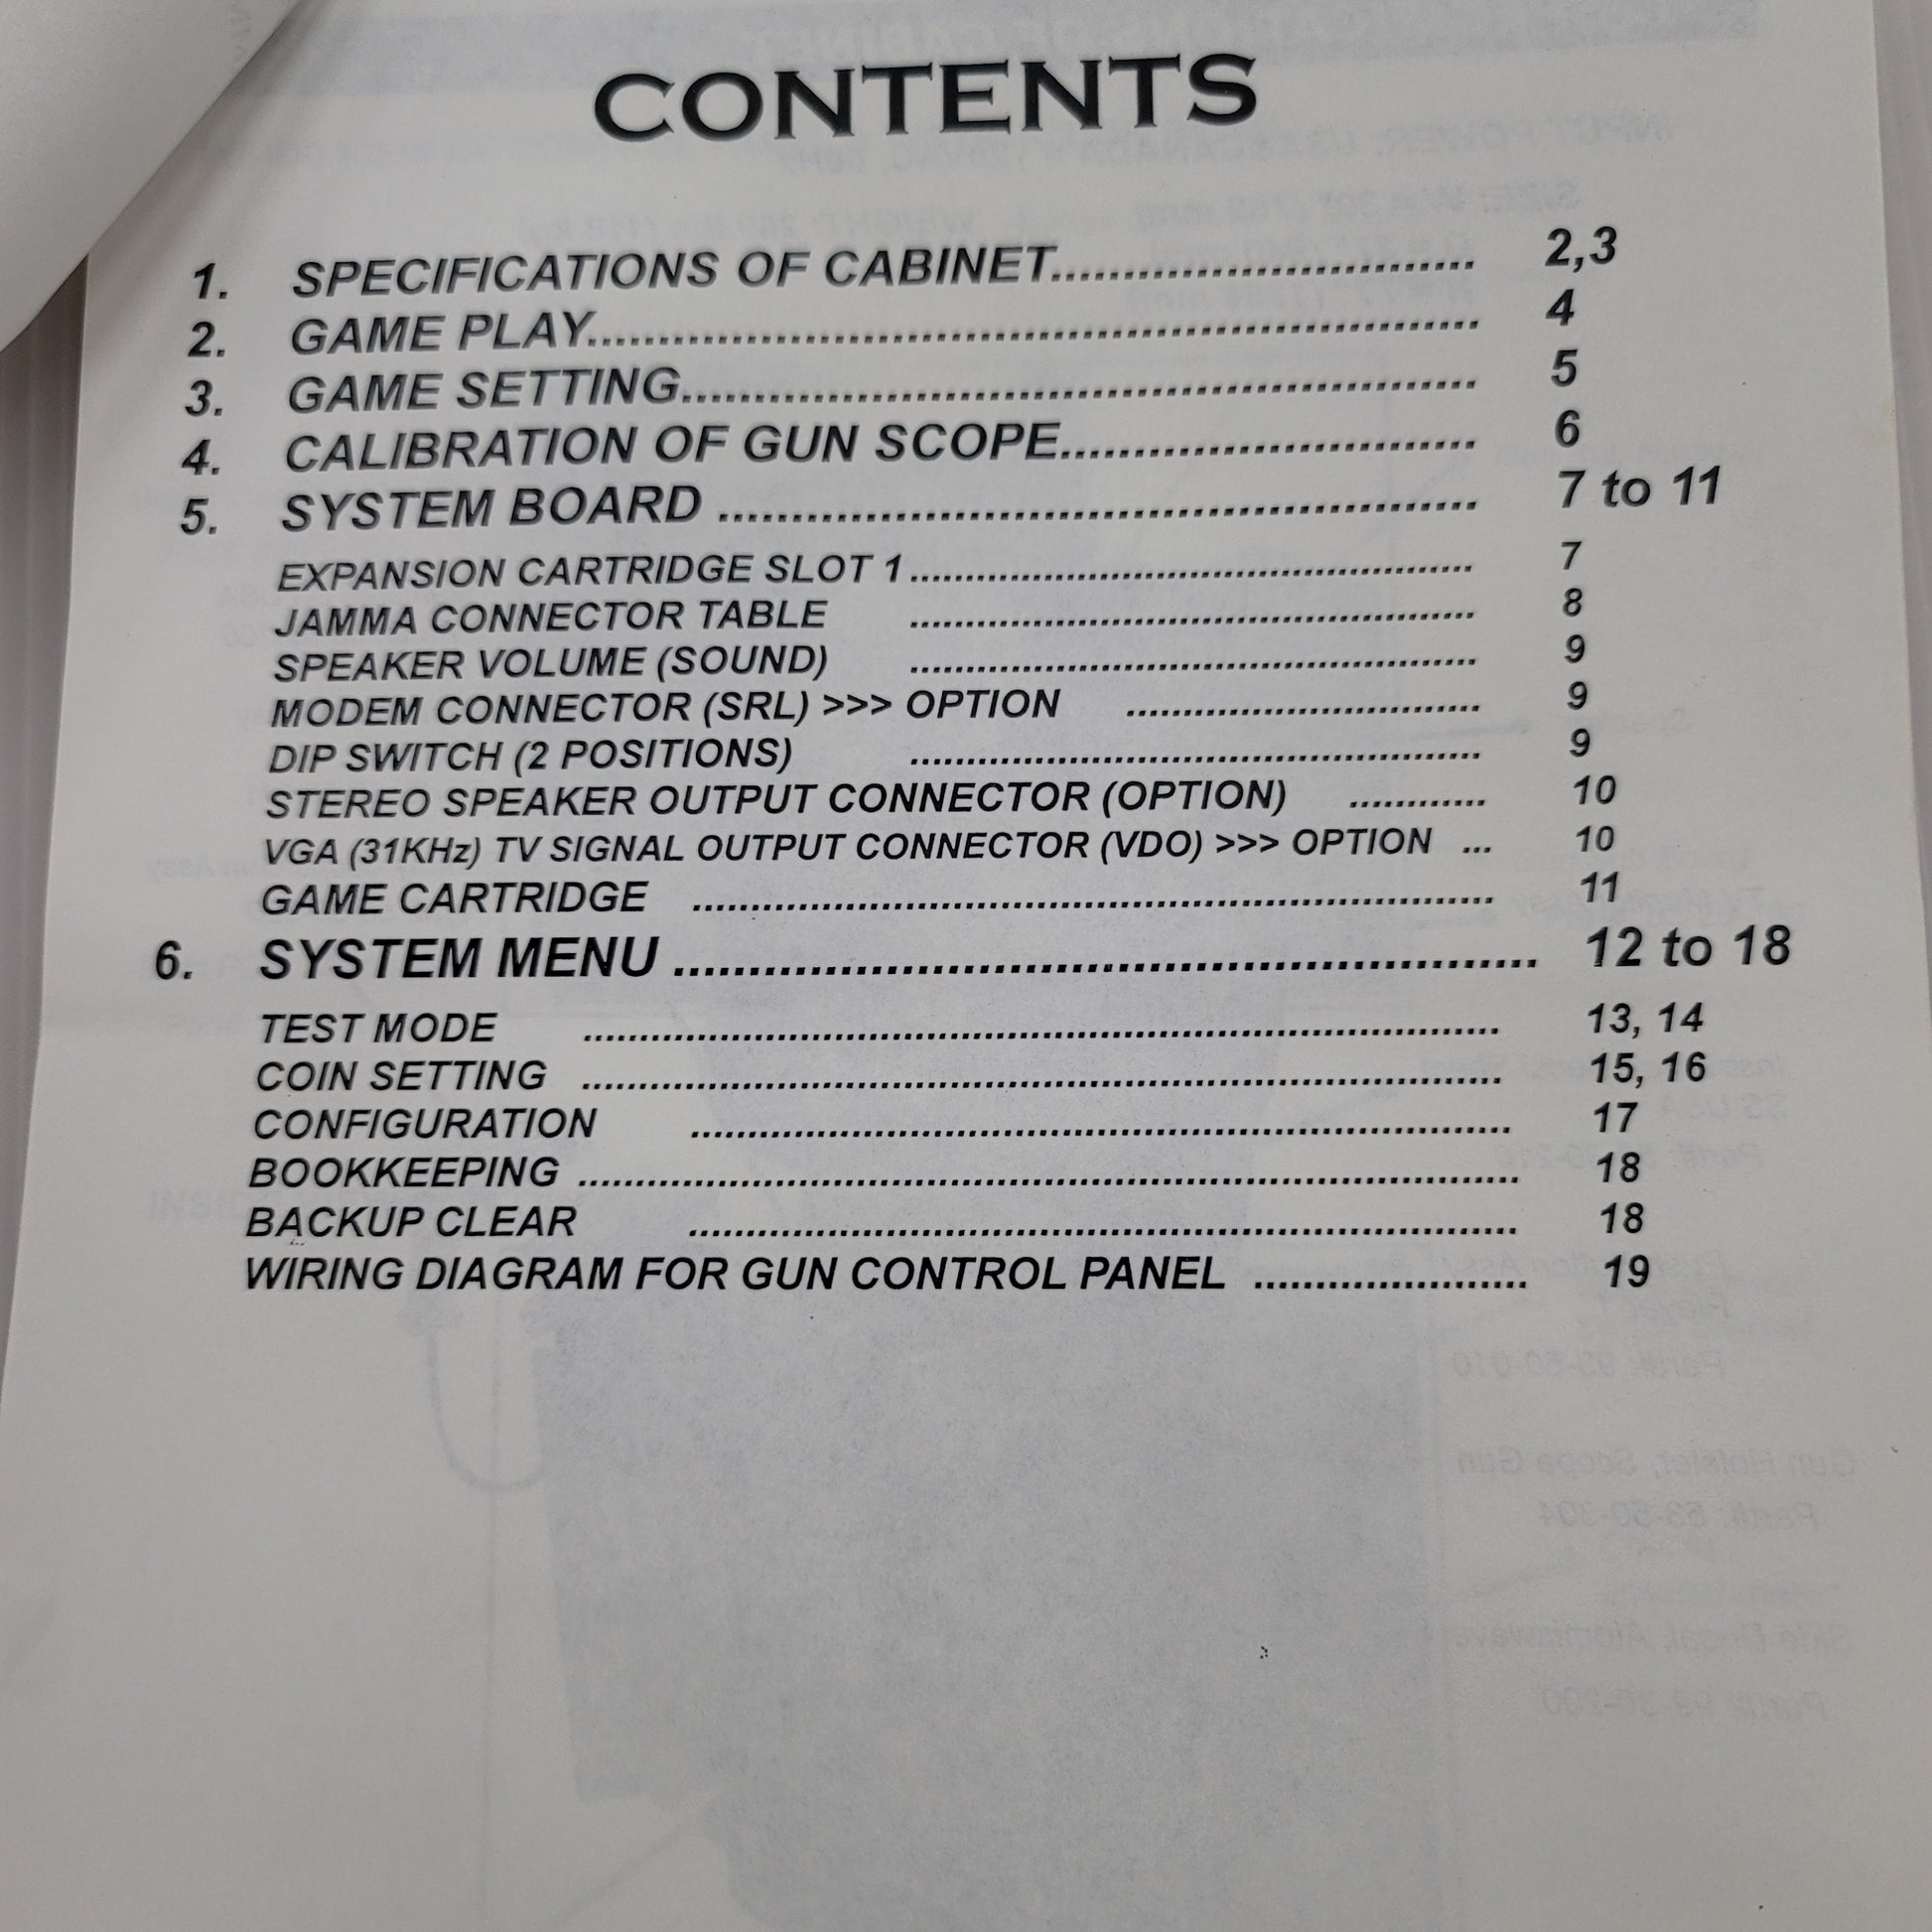 CONTENTS
1. SPECIFICATIONS OF CABINET............................. 2,3
2. GAME PLAY............................................................. 4
3. GAME SETTING....................................................... 5
4. CALIBRATION OF GUN SCOPE............................. 6
5. SYSTEM BOARD .................................................... 7 to 11
EXPANSION CARTRIDGE SLOT 1.................................................. 7
JAMMA CONNECTOR TABLE .................................................. 8
SPEAKER VOLUME (SOUND) .................................................. 9
MODEM CONNECTOR (SRL) >>> OPTION ............................... 9
DIP SWITCH (2 POSITIONS) .................................................. 9
STEREO SPEAKER OUTPUT CONNECTOR (OPTION) ............ 10
VGA (31KHz) TV SIGNAL OUTPUT CONNECTOR (VDO) >>> OPTION ... 10
GAME CARTRIDGE ...................................................................... 11
6. SYSTEM MENU .......................................................... 12 to 18
TEST MODE ................................................................................ 13, 14
COIN SETTING ................................................................................ 15, 16
CONFIGURATION ....................................................................... 17
BOOKKEEPING .................................................................................. 18
BACKUP CLEAR ........................................................................ 18
WIRING DIAGRAM FOR GUN CONTROL PANEL ....................... 19